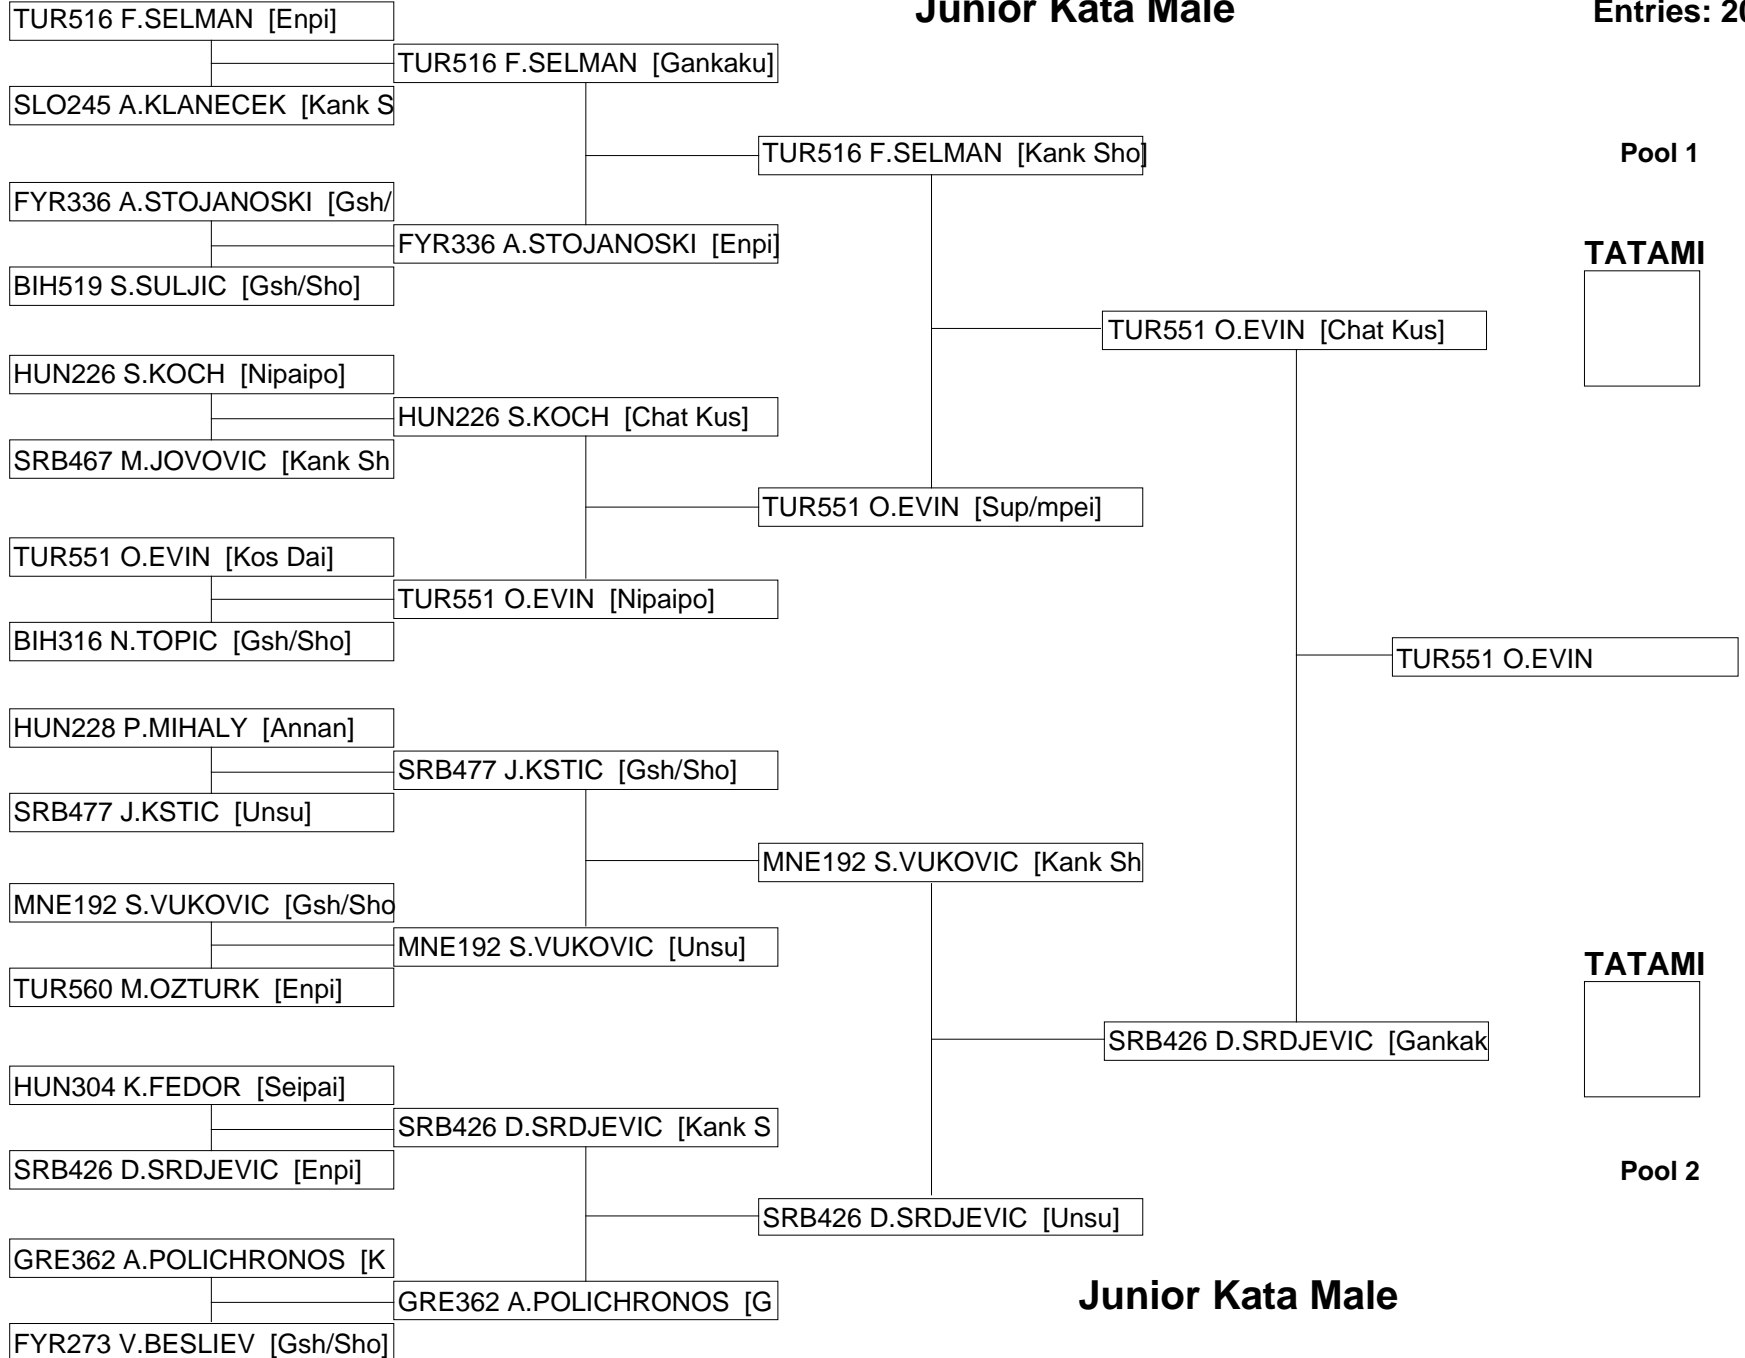 Junior Kata Male
Entries: 20
TUR516 F.SELMAN [Enpi]
TUR516 F.SELMAN [Gankaku]
SLO245 A.KLANECEK [Kank S
TUR516 F.SELMAN [Kank Sho]
Pool 1
FYR336 A.STOJANOSKI [Gsh/
FYR336 A.STOJANOSKI [Enpi]
TATAMI
BIH519 S.SULJIC [Gsh/Sho]
TUR551 O.EVIN [Chat Kus]
HUN226 S.KOCH [Nipaipo]
HUN226 S.KOCH [Chat Kus]
SRB467 M.JOVOVIC [Kank Sh
TUR551 O.EVIN [Sup/mpei]
TUR551 O.EVIN [Kos Dai]
TUR551 O.EVIN [Nipaipo]
BIH316 N.TOPIC [Gsh/Sho]
TUR551 O.EVIN
HUN228 P.MIHALY [Annan]
SRB477 J.KSTIC [Gsh/Sho]
SRB477 J.KSTIC [Unsu]
MNE192 S.VUKOVIC [Kank Sh
MNE192 S.VUKOVIC [Gsh/Sho
MNE192 S.VUKOVIC [Unsu]
TATAMI
TUR560 M.OZTURK [Enpi]
SRB426 D.SRDJEVIC [Gankak
HUN304 K.FEDOR [Seipai]
SRB426 D.SRDJEVIC [Kank S
SRB426 D.SRDJEVIC [Enpi]
Pool 2
SRB426 D.SRDJEVIC [Unsu]
GRE362 A.POLICHRONOS [K
GRE362 A.POLICHRONOS [G
Junior Kata Male
FYR273 V.BESLIEV [Gsh/Sho]